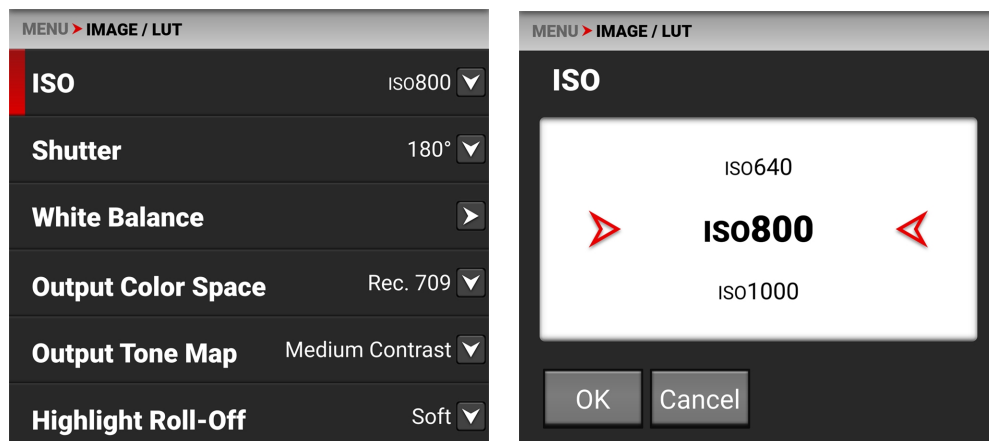 MENU > IMAGE / LUT
ISO ISO800
Shutter 180°
White Balance
Output Color Space Rec. 709
Output Tone Map Medium Contrast
Highlight Roll-Off Soft
MENU > IMAGE / LUT
ISO
ISO640
ISO800
ISO1000
OK Cancel